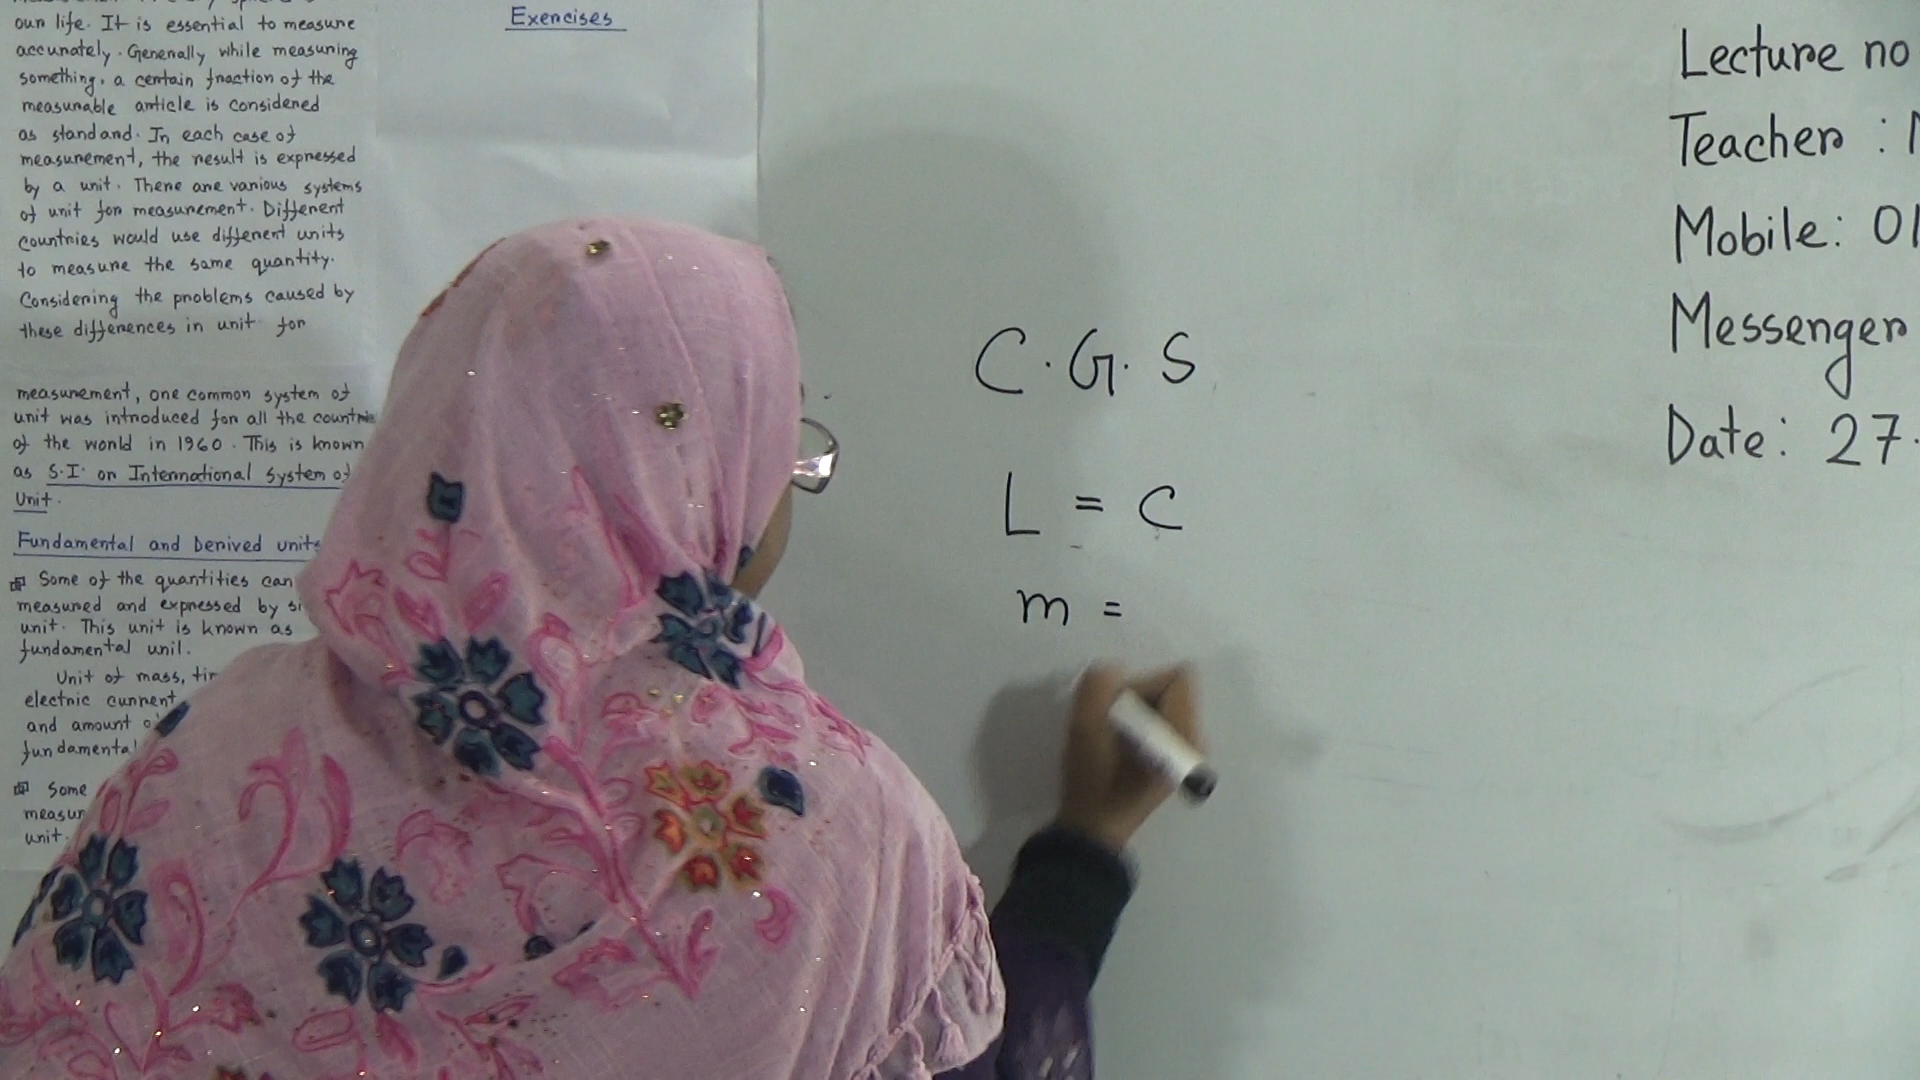 our life. It is essential to measure
accurately. Generally while measuring
something, a certain fraction of the
measurable article is considered
as standard. In each case of
measurement, the result is expressed
by a unit. There are various systems
of unit for measurement. Different
countries would use different units
to measure the same quantity.
Considering the problems caused by
these differences in unit for
measurement, one common system of
unit was introduced for all the countrie
of the world in 1960. This is known
as S.I. or International System of
Unit.
Fundamental and Derived units
Some of the quantities can
measured and expressed by si
unit. This unit is known as
fundamental unil.
Unit of mass, tim
electric current
and amount o
fundamental
Some
measur
unit.
Exercises
C.G.S
L = C
m =
Lecture no
Teacher :
Mobile: 01
Messenger
Date: 27.